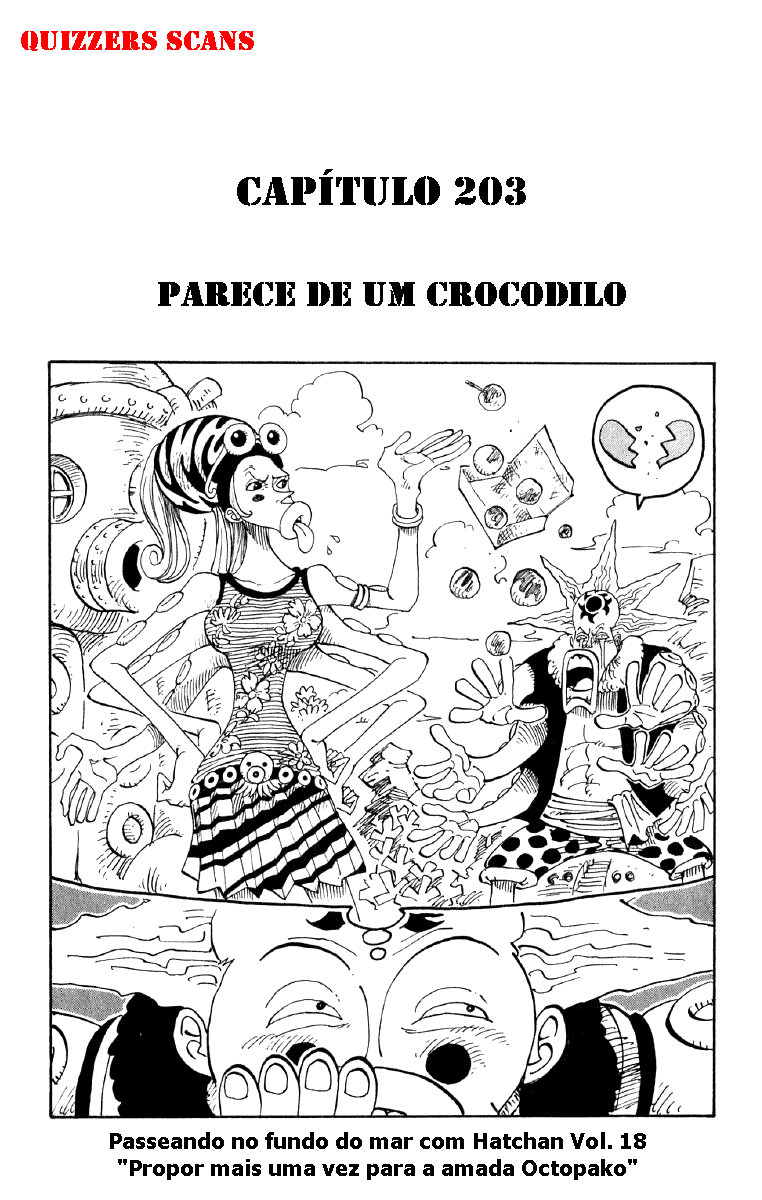 QUIZZERS SCANS
CAPÍTULO 203
PARECE DE UM CROCODILO
Passeando no fundo do mar com Hatchan Vol. 18
"Propor mais uma vez para a amada Octopako"